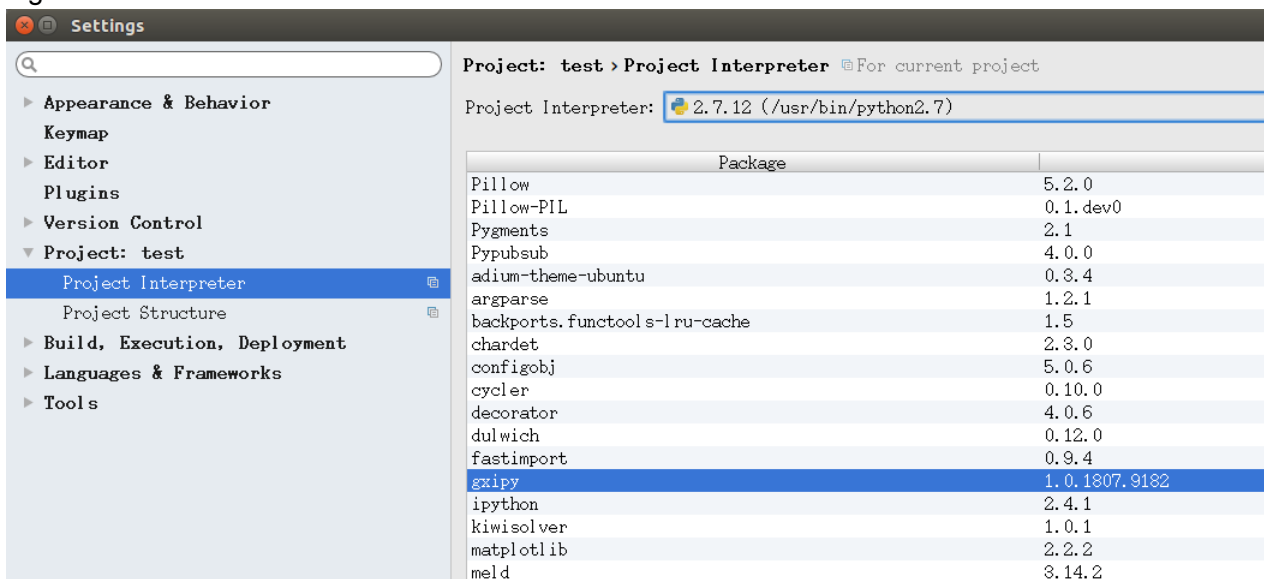 Settings
Appearance & Behavior
Keymap
Editor
Plugins
Version Control
Project: test
Project Interpreter
Project Structure
Build, Execution, Deployment
Languages & Frameworks
Tools
Project: test › Project Interpreter For current project
Project Interpreter: 2.7.12 (/usr/bin/python2.7)
Package
Pillow 5.2.0
Pillow-PIL 0.1.dev0
Pygments 2.1
Pypubsub 4.0.0
adium-theme-ubuntu 0.3.4
argparse 1.2.1
backports.functools-lru-cache 1.5
chardet 2.3.0
configobj 5.0.6
cycler 0.10.0
decorator 4.0.6
dulwich 0.12.0
fastimport 0.9.4
gxipy 1.0.1807.9182
ipython 2.4.1
kiwisolver 1.0.1
matplotlib 2.2.2
meld 3.14.2